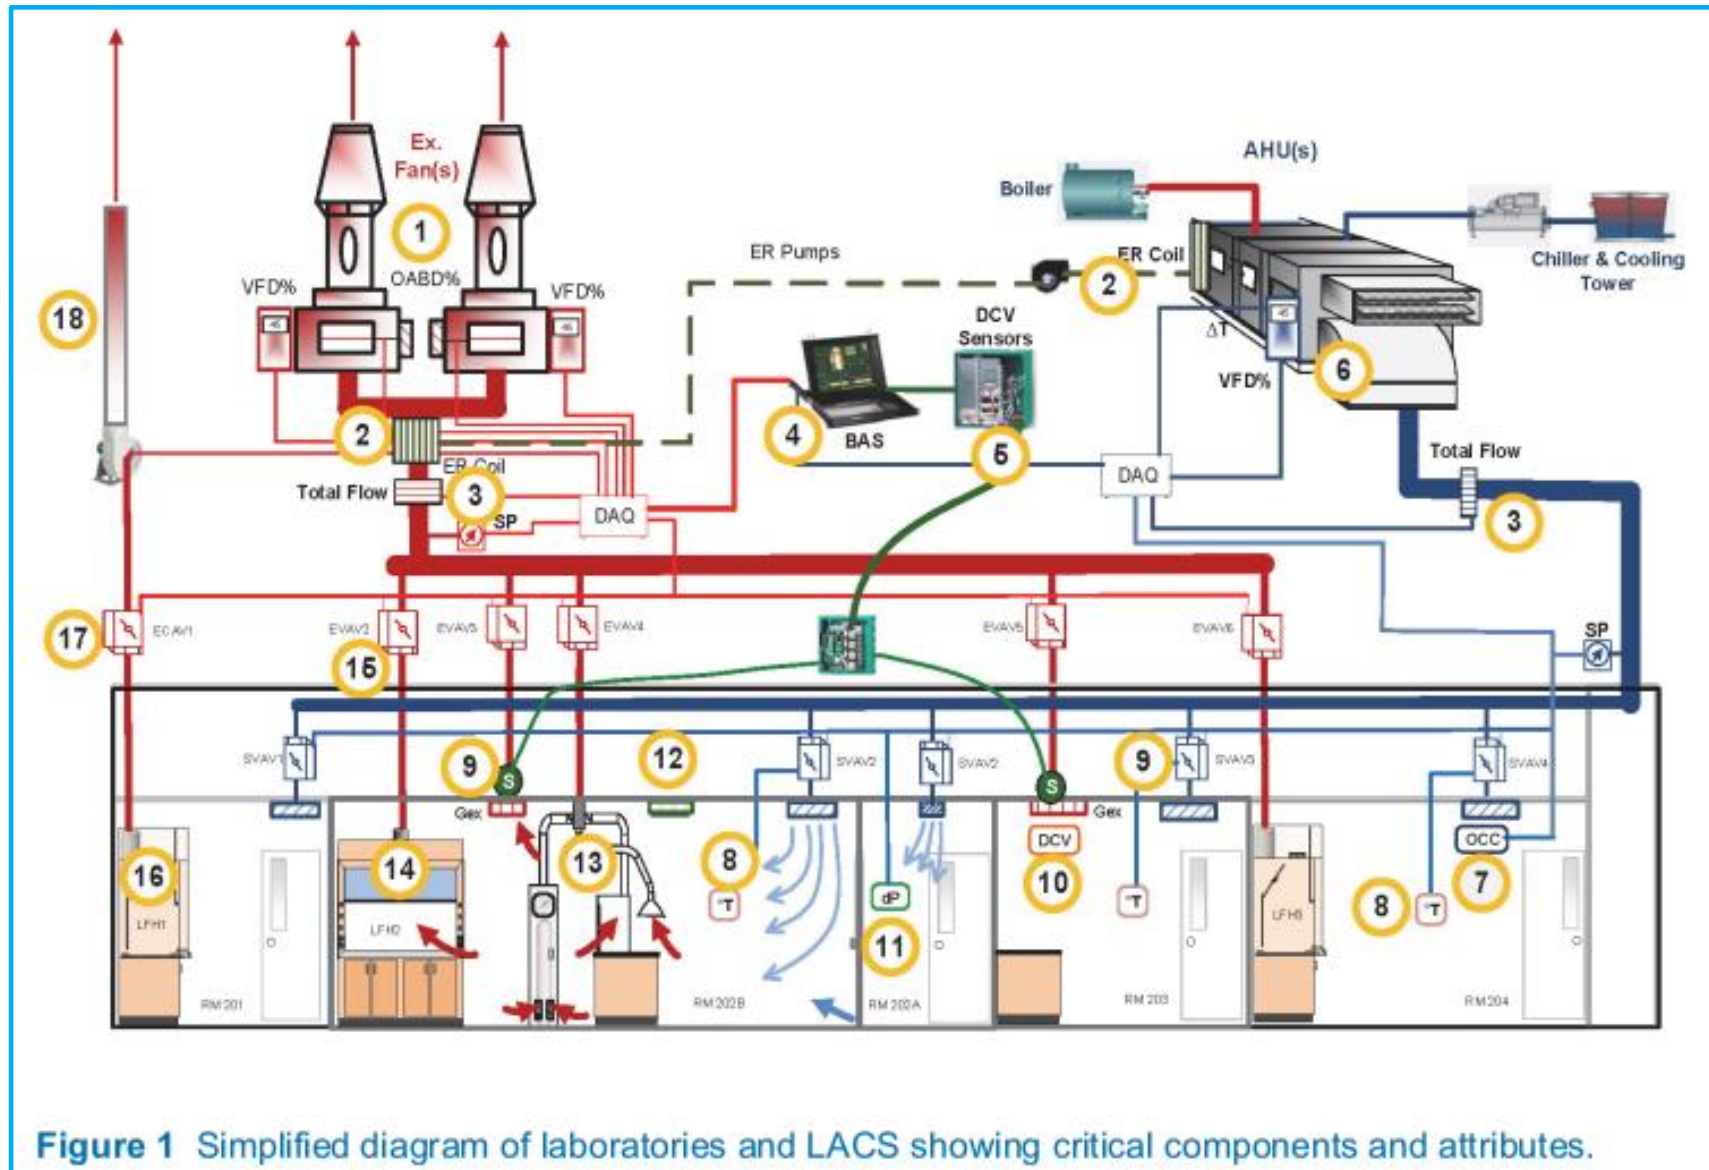 Ex.
Fan(s)
AHU(s)
Boiler
1
ER Pumps
ER Coil
2
Chiller & Cooling
Tower
VFD%
OABD%
VFD%
18
DCV
Sensors
ΔT
VFD%
6
2
ER Coil
4
BAS
5
Total Flow
DAQ
Total Flow
3
SP
DAQ
3
17
ECAV1
EVAV2
EVAV3
EVAV4
EVAV5
EVAV6
SP
15
SVAV1
9
S
12
SVAV2
SVAV2
S
9
SVAV3
SVAV4
Gex
Gex
DCV
OCC
16
14
13
8
°T
dP
10
°T
7
8
°T
LFH1
LFH2
11
LFH3
RM 201
RM 202B
RM 202A
RM 203
RM 204
Figure 1 Simplified diagram of laboratories and LACS showing critical components and attributes.